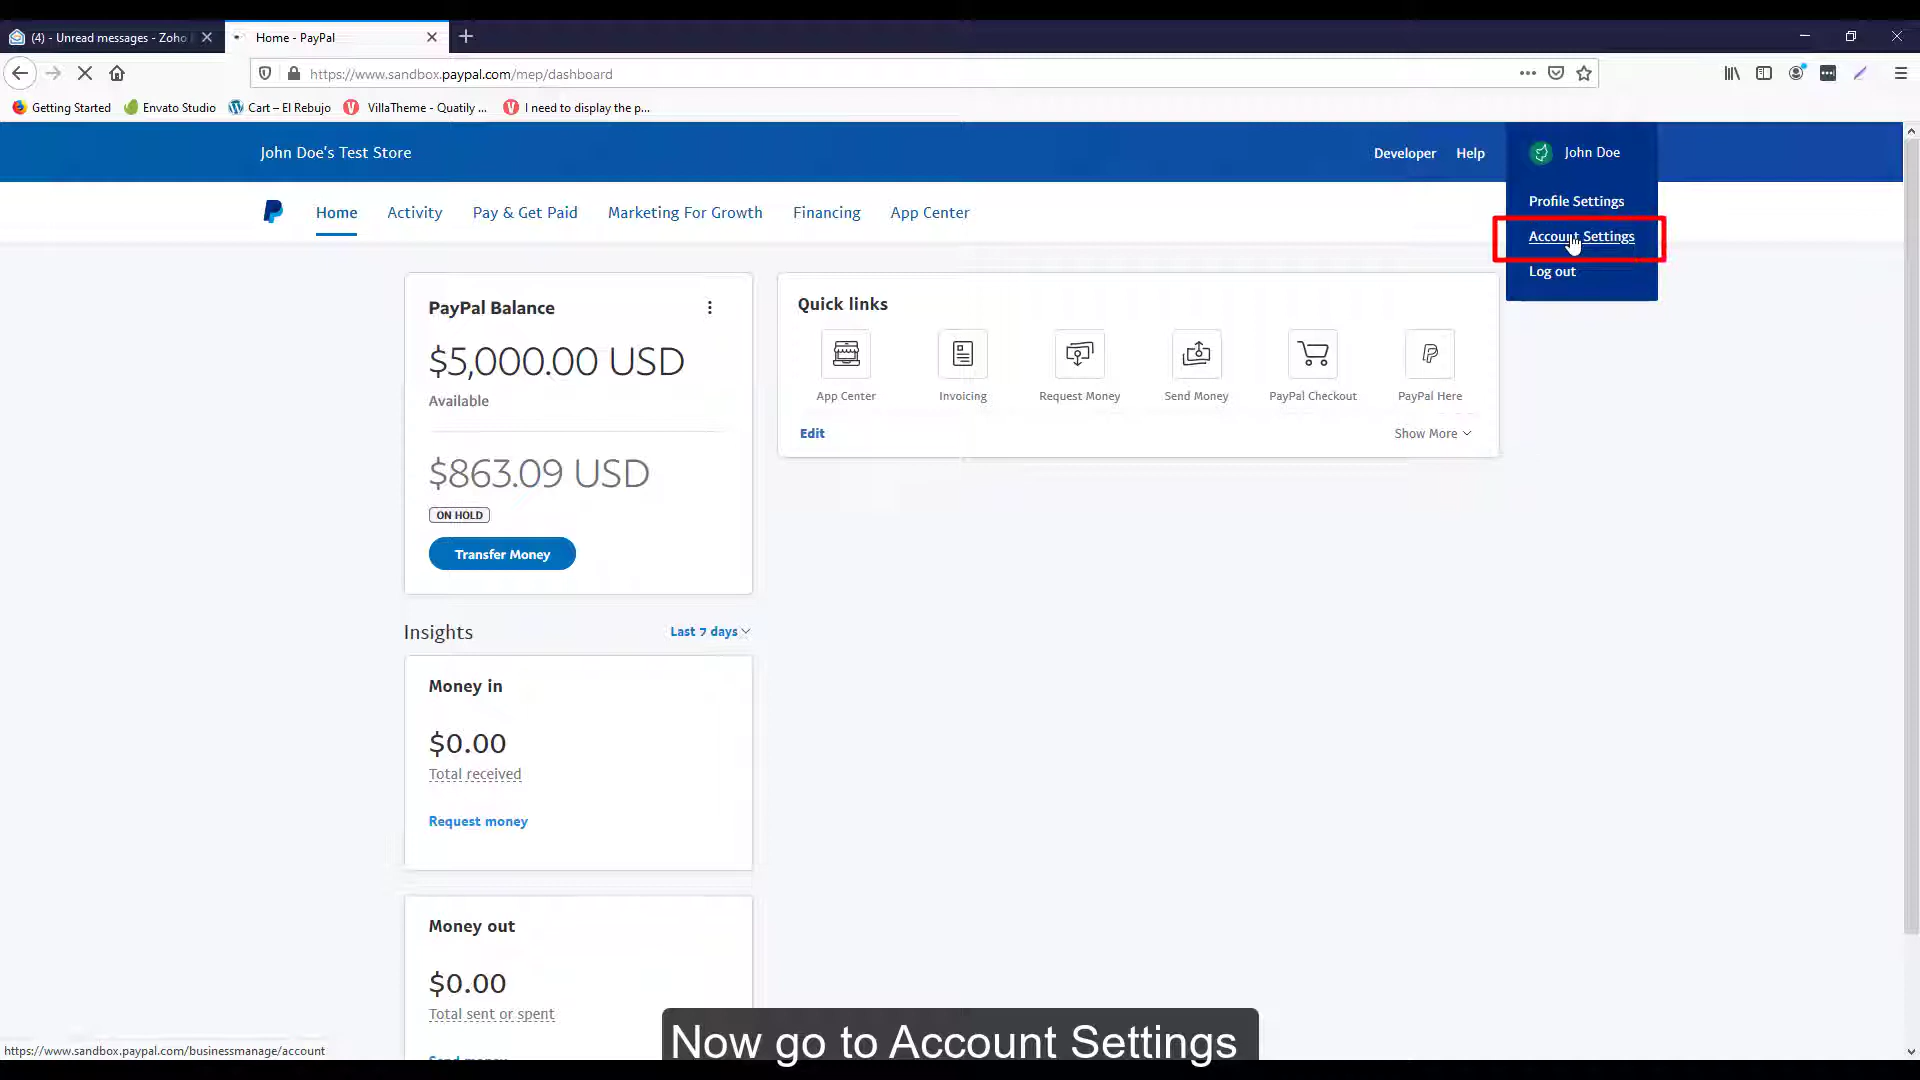 (4) - Unread messages - Zoho
Home - PayPal
https://www.sandbox.paypal.com/mep/dashboard
Getting Started
Envato Studio
Cart – El Rebujo
VillaTheme - Quatily ...
I need to display the p...
John Doe's Test Store
Developer
Help
John Doe
Profile Settings
Account Settings
Log out
Home
Activity
Pay & Get Paid
Marketing For Growth
Financing
App Center
PayPal Balance
$5,000.00 USD
Available
$863.09 USD
ON HOLD
Transfer Money
Quick links
App Center
Invoicing
Request Money
Send Money
PayPal Checkout
PayPal Here
Edit
Show More
Insights
Last 7 days
Money in
$0.00
Total received
Request money
Money out
$0.00
Total sent or spent
Send money
https://www.sandbox.paypal.com/businessmanage/account
Now go to Account Settings